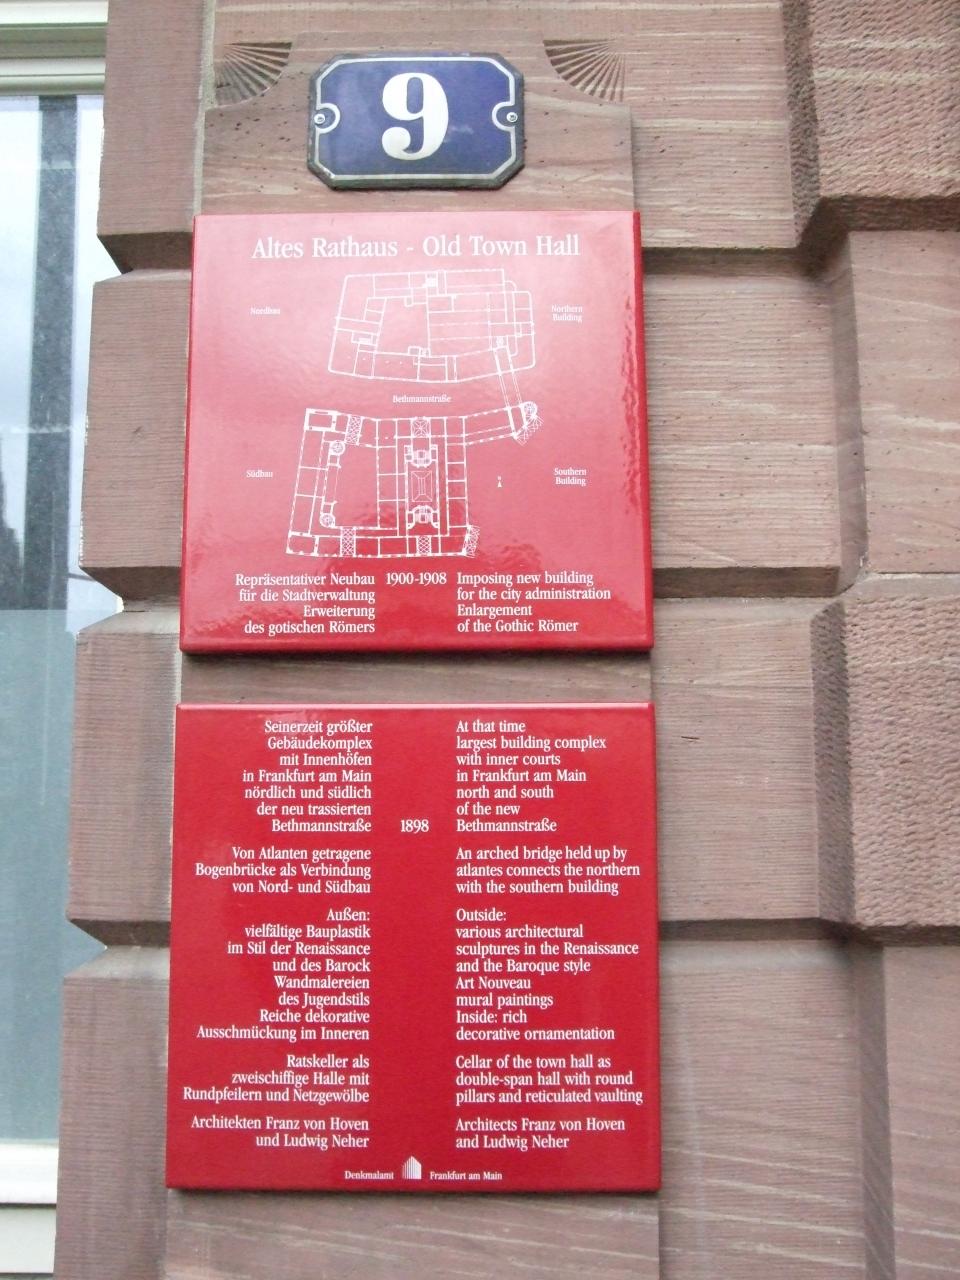 9
Altes Rathaus - Old Town Hall
Nordbau
Northern
Building
Bethmannstraße
Südbau
Southern
Building
Repräsentativer Neubau 1900-1908 Imposing new building
für die Stadtverwaltung for the city administration
Erweiterung Enlargement
des gotischen Römers of the Gothic Römer
Seinerzeit größter At that time
Gebäudekomplex largest building complex
mit Innenhöfen with inner courts
in Frankfurt am Main in Frankfurt am Main
nördlich und südlich north and south
der neu trassierten of the new
Bethmannstraße 1898 Bethmannstraße
Von Atlanten getragene An arched bridge held up by
Bogenbrücke als Verbindung atlantes connects the northern
von Nord- und Südbau with the southern building
Außen: Outside:
vielfältige Bauplastik various architectural
im Stil der Renaissance sculptures in the Renaissance
und des Barock and the Baroque style
Wandmalereien Art Nouveau
des Jugendstils mural paintings
Reiche dekorative Inside: rich
Ausschmückung im Inneren decorative ornamentation
Ratskeller als Cellar of the town hall as
zweischiffige Halle mit double-span hall with round
Rundpfeilern und Netzgewölbe pillars and reticulated vaulting
Architekten Franz von Hoven Architects Franz von Hoven
und Ludwig Neher and Ludwig Neher
Denkmalamt Frankfurt am Main